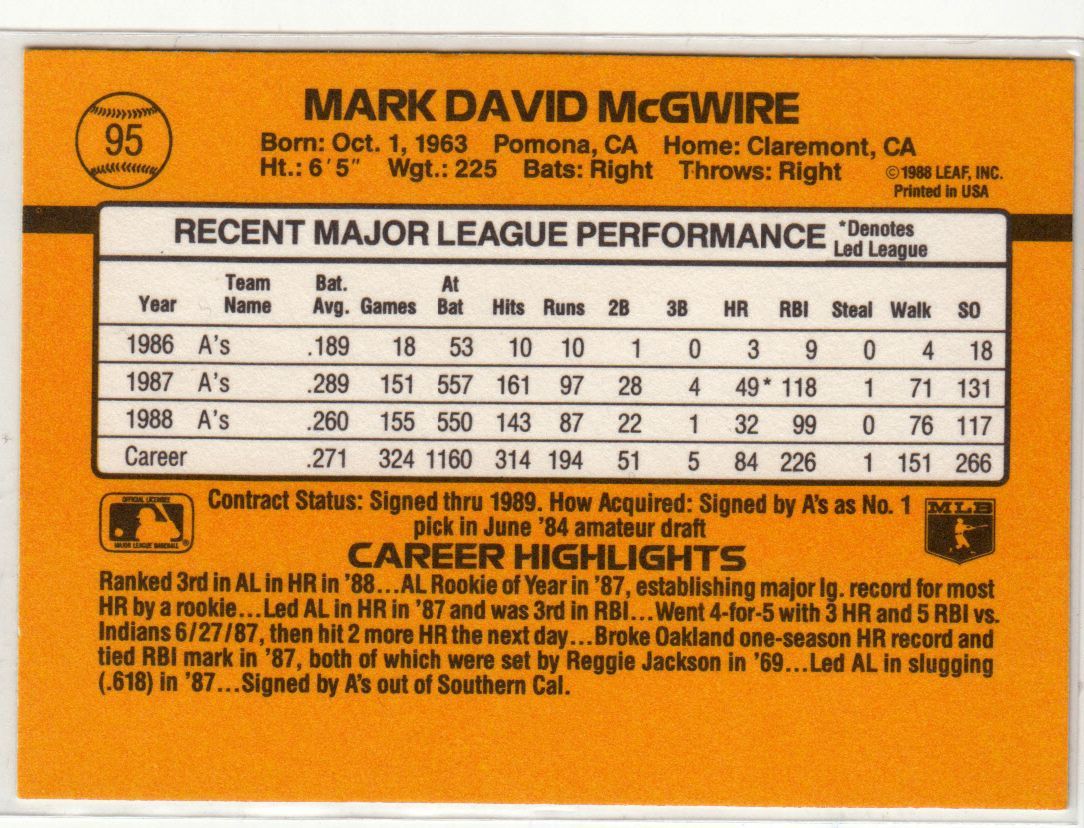 95
MARK DAVID McGWIRE
Born: Oct. 1, 1963 Pomona, CA Home: Claremont, CA
Ht.: 6'5" Wgt.: 225 Bats: Right Throws: Right
©1988 LEAF, INC.
Printed in USA
RECENT MAJOR LEAGUE PERFORMANCE *Denotes Led League
Year Team Name Bat. Avg. Games At Bat Hits Runs 2B 3B HR RBI Steal Walk SO
1986 A's .189 18 53 10 10 1 0 3 9 0 4 18
1987 A's .289 151 557 161 97 28 4 49* 118 1 71 131
1988 A's .260 155 550 143 87 22 1 32 99 0 76 117
Career .271 324 1160 314 194 51 5 84 226 1 151 266
OFFICIAL LICENSEE
MAJOR LEAGUE BASEBALL ®
Contract Status: Signed thru 1989. How Acquired: Signed by A's as No. 1
pick in June '84 amateur draft
MLB
CAREER HIGHLIGHTS
Ranked 3rd in AL in HR in '88...AL Rookie of Year in '87, establishing major lg. record for most
HR by a rookie...Led AL in HR in '87 and was 3rd in RBI...Went 4-for-5 with 3 HR and 5 RBI vs.
Indians 6/27/87, then hit 2 more HR the next day...Broke Oakland one-season HR record and
tied RBI mark in '87, both of which were set by Reggie Jackson in '69...Led AL in slugging
(.618) in '87...Signed by A's out of Southern Cal.